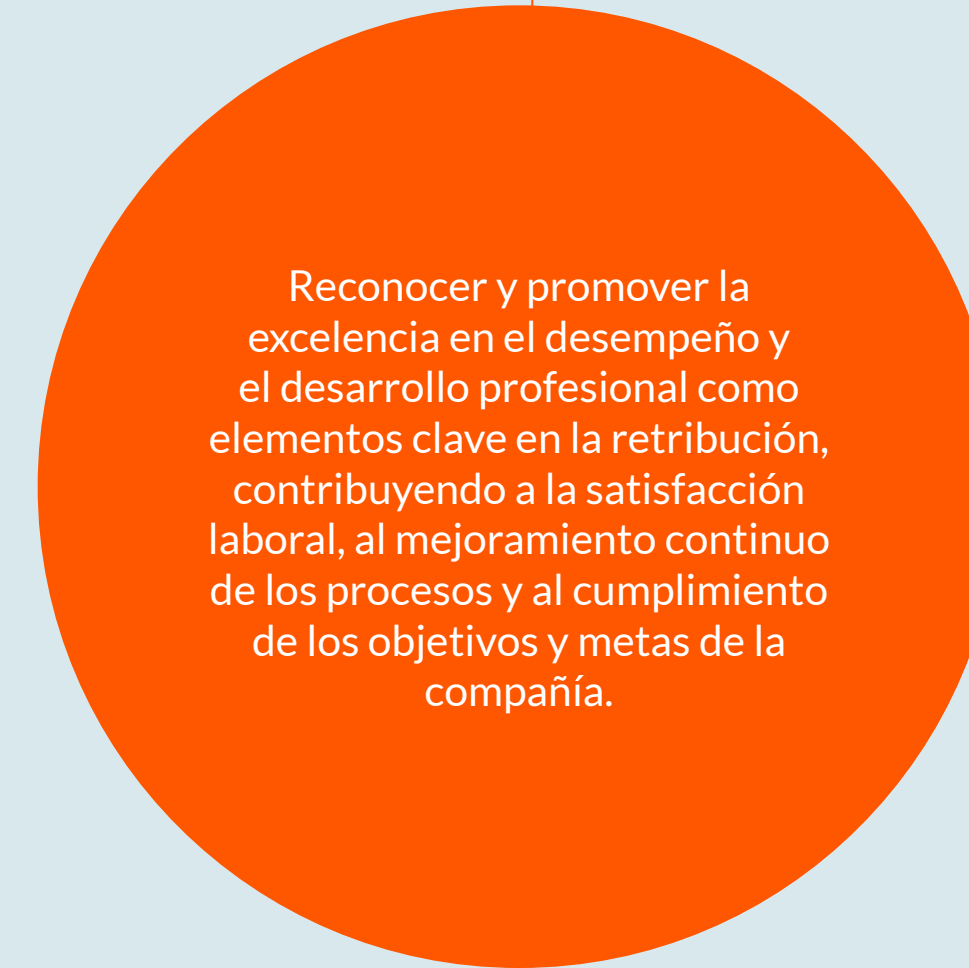 Reconocer y promover la
excelencia en el desempeño y
el desarrollo profesional como
elementos clave en la retribución,
contribuyendo a la satisfacción
laboral, al mejoramiento continuo
de los procesos y al cumplimiento
de los objetivos y metas de la
compañía.